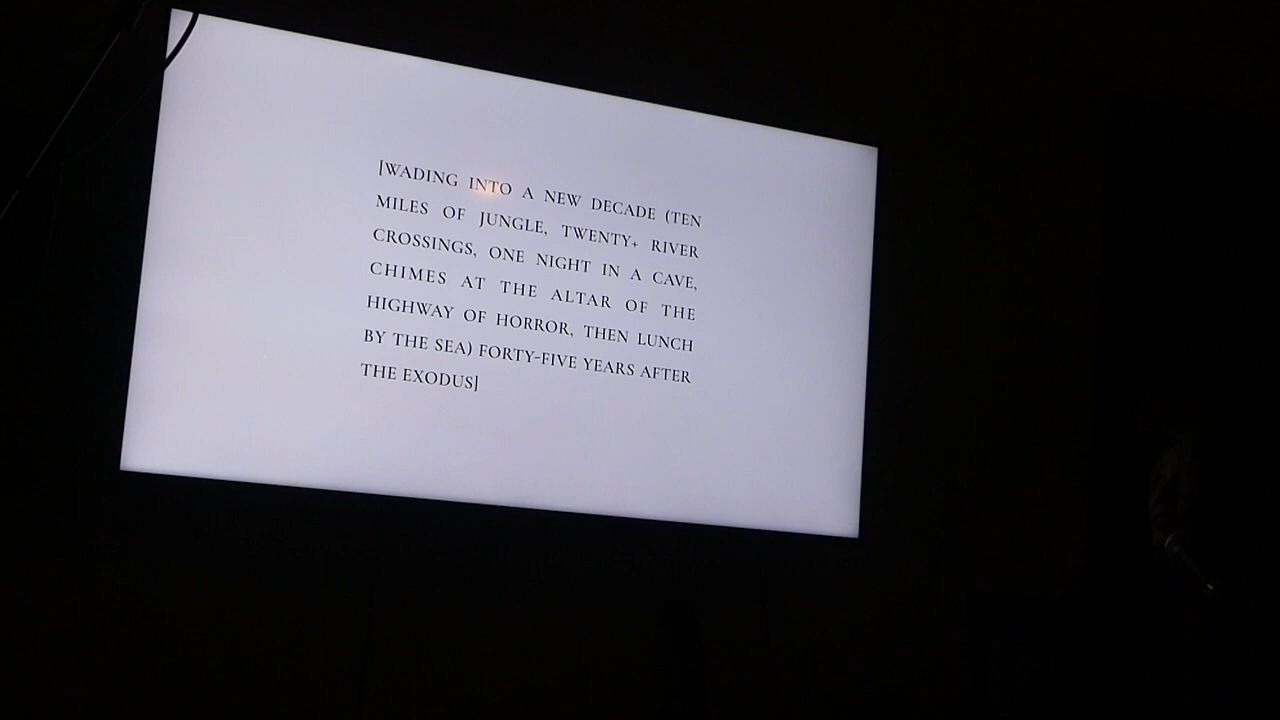 [WADING INTO A NEW DECADE (TEN
MILES OF JUNGLE, TWENTY+ RIVER
CROSSINGS, ONE NIGHT IN A CAVE,
CHIMES AT THE ALTAR OF THE
HIGHWAY OF HORROR, THEN LUNCH
BY THE SEA) FORTY-FIVE YEARS AFTER
THE EXODUS]